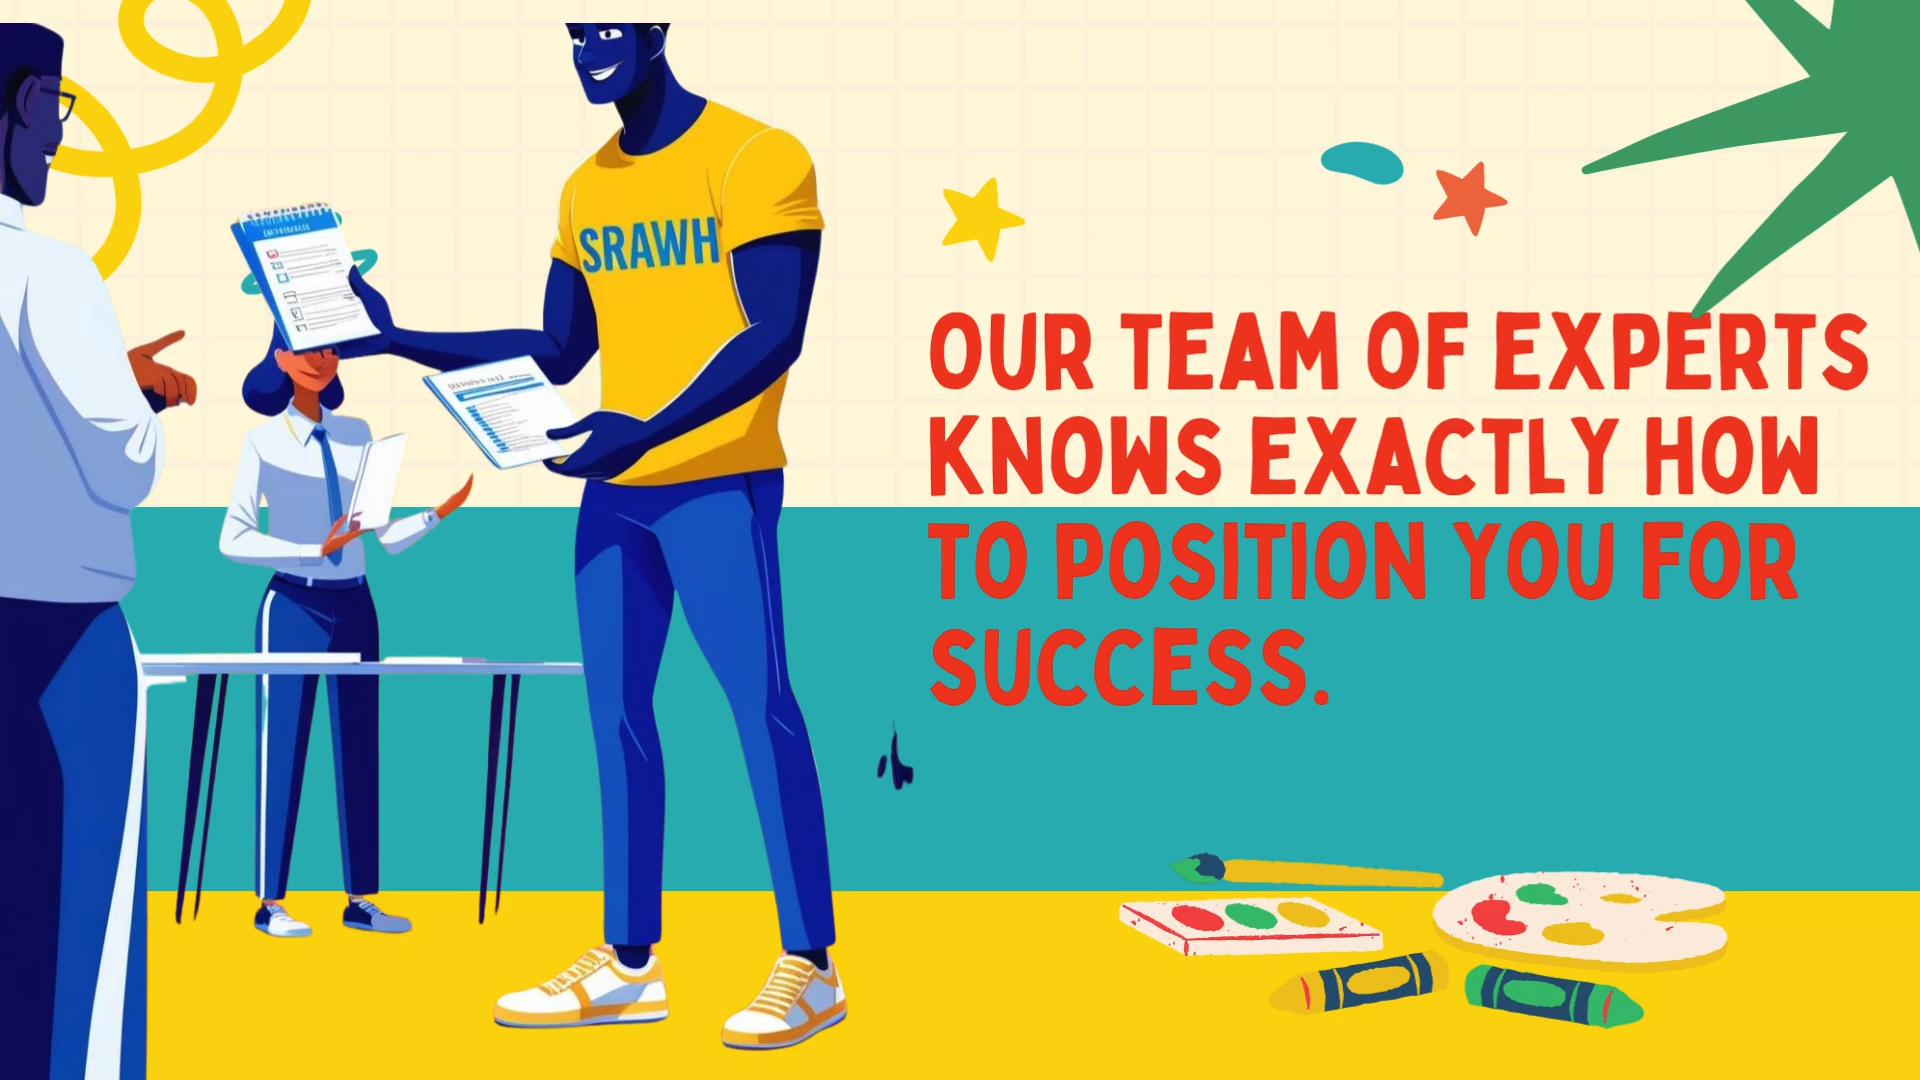 SRAWH
OUR TEAM OF EXPERTS
KNOWS EXACTLY HOW
TO POSITION YOU FOR
SUCCESS.